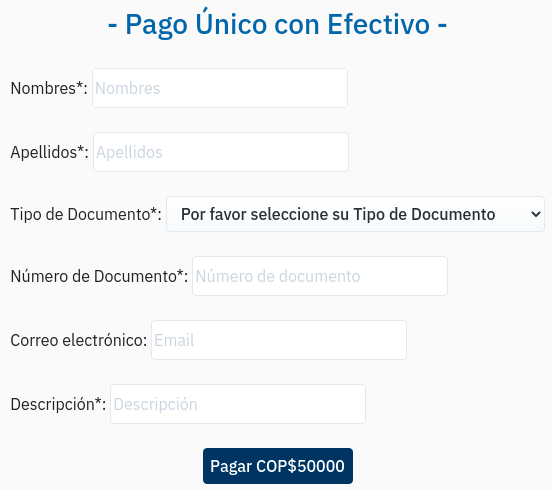 - Pago Único con Efectivo -
Nombres*: Nombres
Apellidos*: Apellidos
Tipo de Documento*: Por favor seleccione su Tipo de Documento
Número de Documento*: Número de documento
Correo electrónico: Email
Descripción*: Descripción
Pagar COP$50000